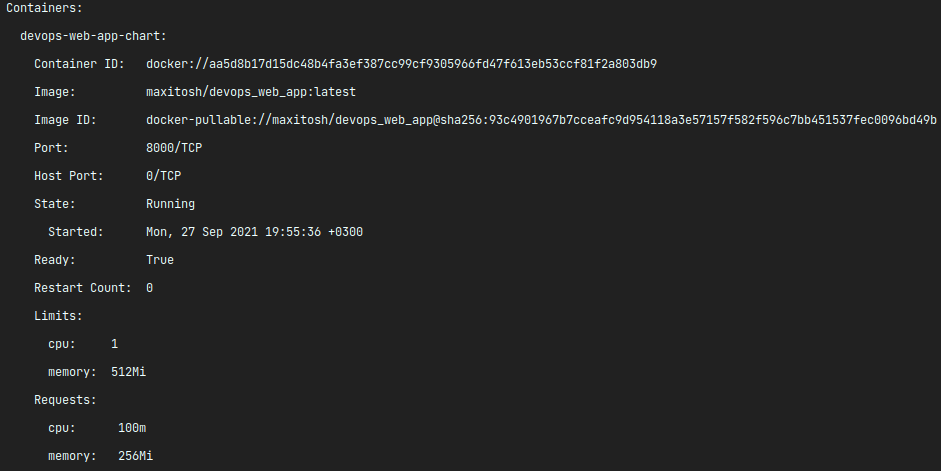 Containers:
  devops-web-app-chart:
    Container ID:   docker://aa5d8b17d15dc48b4fa3ef387cc99cf9305966fd47f613eb53ccf81f2a803db9
    Image:          maxitosh/devops_web_app:latest
    Image ID:       docker-pullable://maxitosh/devops_web_app@sha256:93c4901967b7cceafc9d954118a3e57157f582f596c7bb451537fec0096bd49b
    Port:           8000/TCP
    Host Port:      0/TCP
    State:          Running
      Started:      Mon, 27 Sep 2021 19:55:36 +0300
    Ready:          True
    Restart Count:  0
    Limits:
      cpu:     1
      memory:  512Mi
    Requests:
      cpu:      100m
      memory:   256Mi